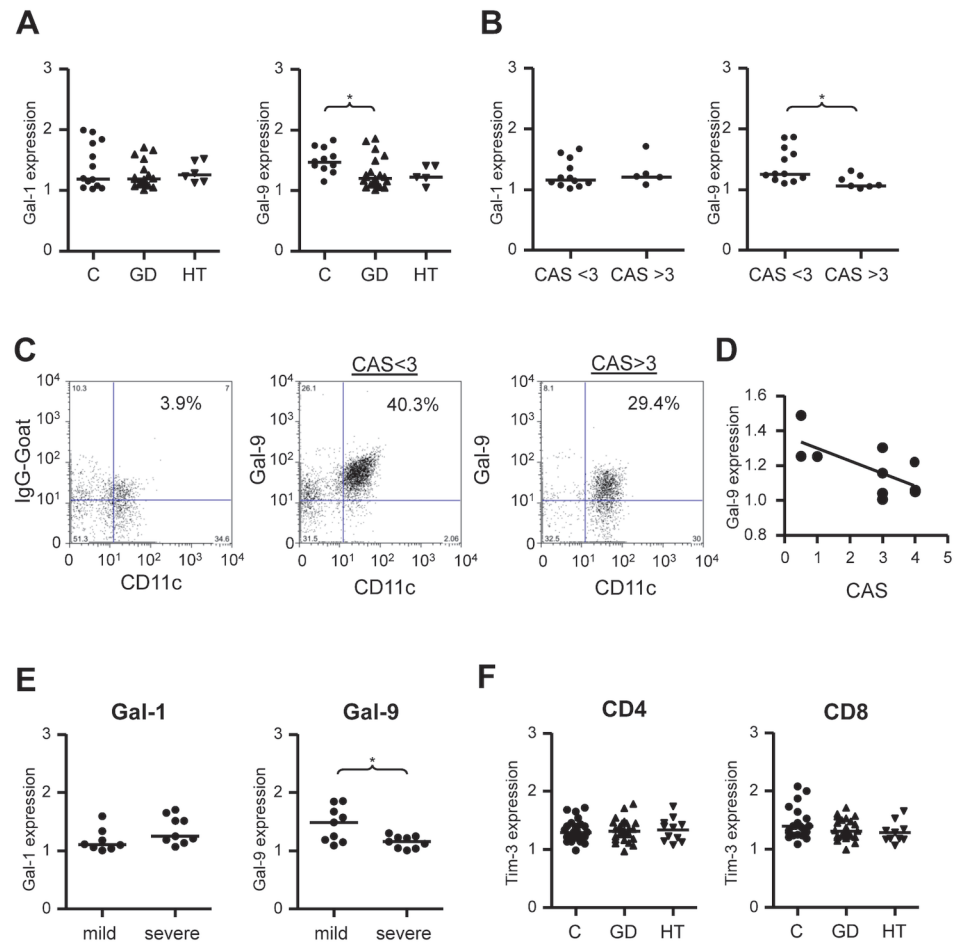 A
B
3
2
1
0
Gal-1 expression
C
GD
HT
3
2
1
0
Gal-9 expression
*
C
GD
HT
3
2
1
0
Gal-1 expression
CAS <3
CAS >3
3
2
1
0
Gal-9 expression
*
CAS <3
CAS >3
C
10.3
7
3.9%
51.3
34.6
IgG-Goat
10⁴
10³
10²
10¹
0
0
10¹
10²
10³
10⁴
CD11c
CAS<3
26.1
40.3%
31.5
2.06
Gal-9
10⁴
10³
10²
10¹
0
10⁰
10¹
10²
10³
10⁴
CD11c
CAS>3
8.1
29.4%
32.5
30
Gal-9
10⁴
10³
10²
10¹
0
10⁰
10¹
10²
10³
10⁴
CD11c
D
1.6
1.4
1.2
1.0
0.8
Gal-9 expression
0
1
2
3
4
5
CAS
E
Gal-1
3
2
1
0
Gal-1 expression
mild
severe
Gal-9
3
2
1
0
Gal-9 expression
*
mild
severe
F
CD4
3
2
1
0
Tim-3 expression
C
GD
HT
CD8
3
2
1
0
Tim-3 expression
C
GD
HT